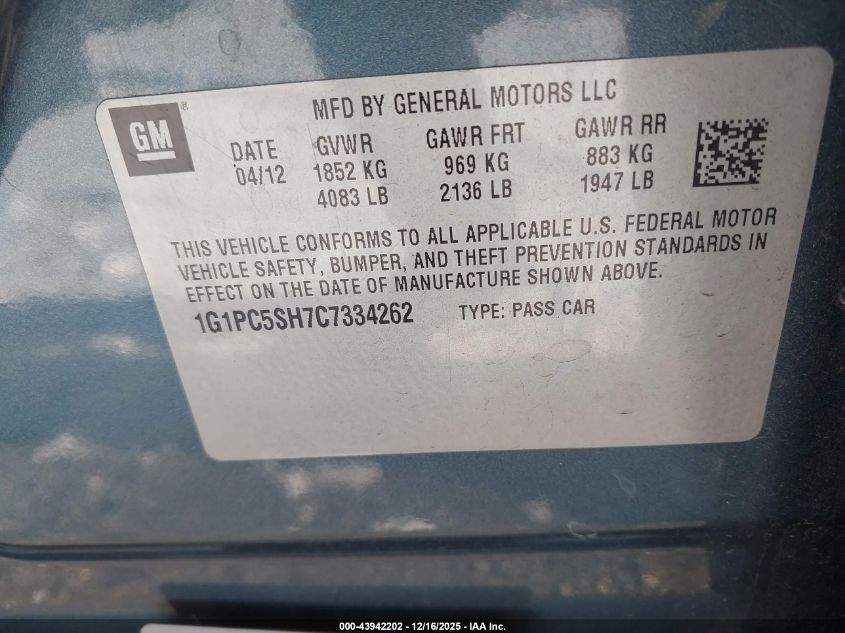 GM ®
MFD BY GENERAL MOTORS LLC
DATE GVWR GAWR FRT GAWR RR
04/12 1852 KG 969 KG 883 KG
4083 LB 2136 LB 1947 LB
THIS VEHICLE CONFORMS TO ALL APPLICABLE U.S. FEDERAL MOTOR
VEHICLE SAFETY, BUMPER, AND THEFT PREVENTION STANDARDS IN
EFFECT ON THE DATE OF MANUFACTURE SHOWN ABOVE.
1G1PC5SH7C7334262 TYPE: PASS CAR
000-43942202 - 12/16/2025 - IAA Inc.